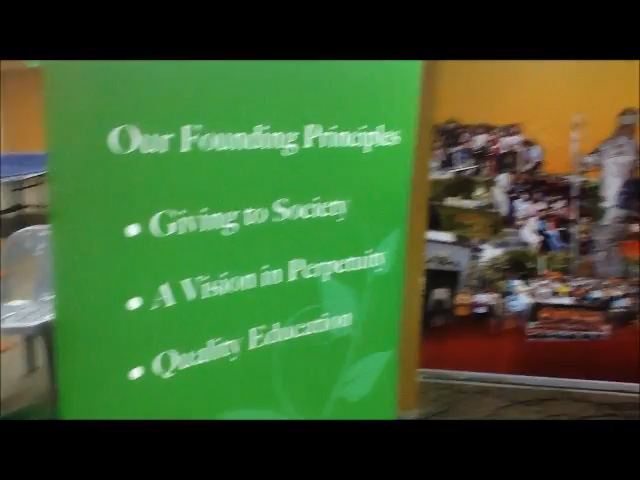 Our Founding Principles
• Giving to Society
• A Vision in Perpetuity
• Quality Education